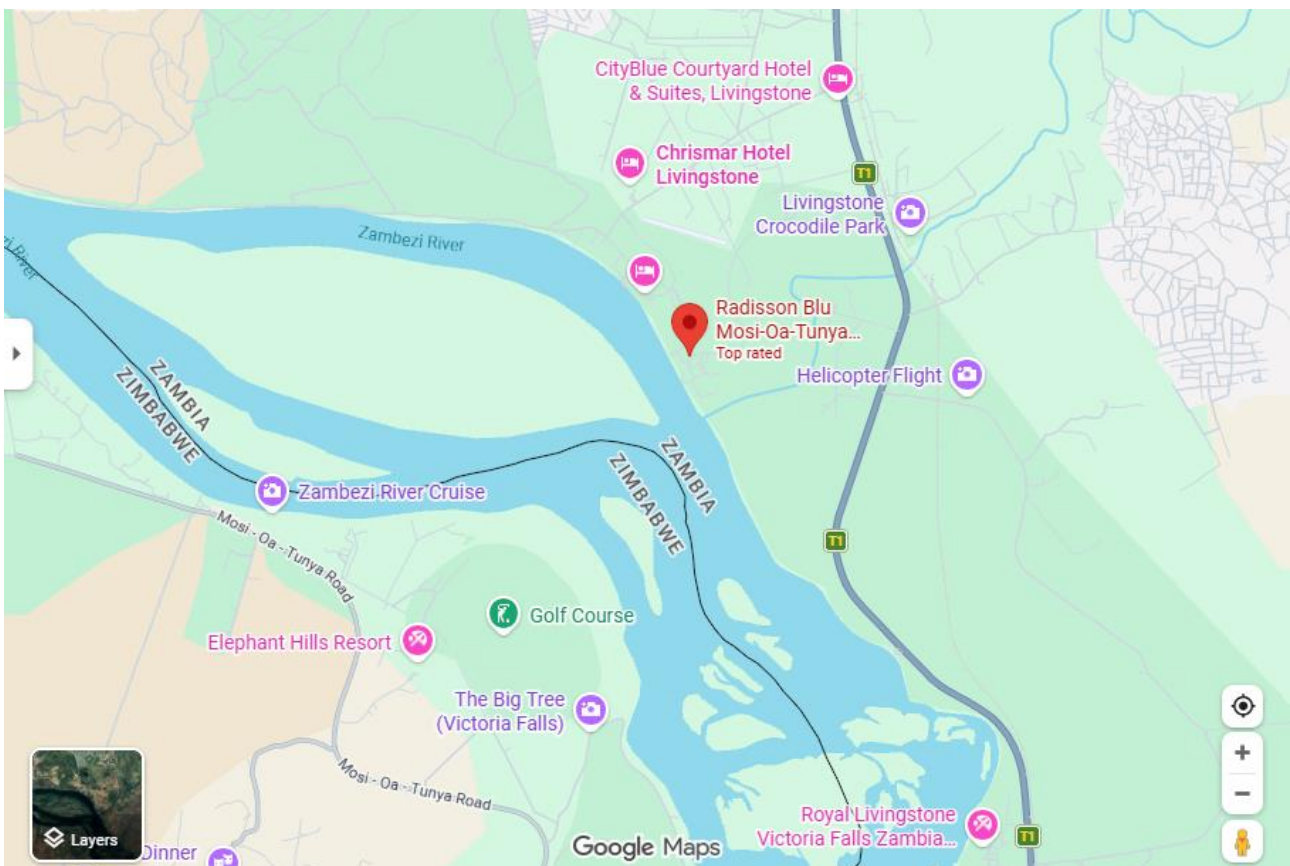 CityBlue Courtyard Hotel
& Suites, Livingstone
Chrismar Hotel
Livingstone
T1
Livingstone
Crocodile Park
Zambezi River
Radisson Blu
Mosi-Oa-Tunya...
Top rated
Helicopter Flight
ZAMBIA
ZIMBABWE
ZAMBIA
ZIMBABWE
Zambezi River Cruise
Mosi - Oa - Tunya Road
T1
Golf Course
Elephant Hills Resort
The Big Tree
(Victoria Falls)
Mosi - Oa - Tunya Road
Royal Livingstone
Victoria Falls Zambia...
T1
Layers
Dinner
Google Maps